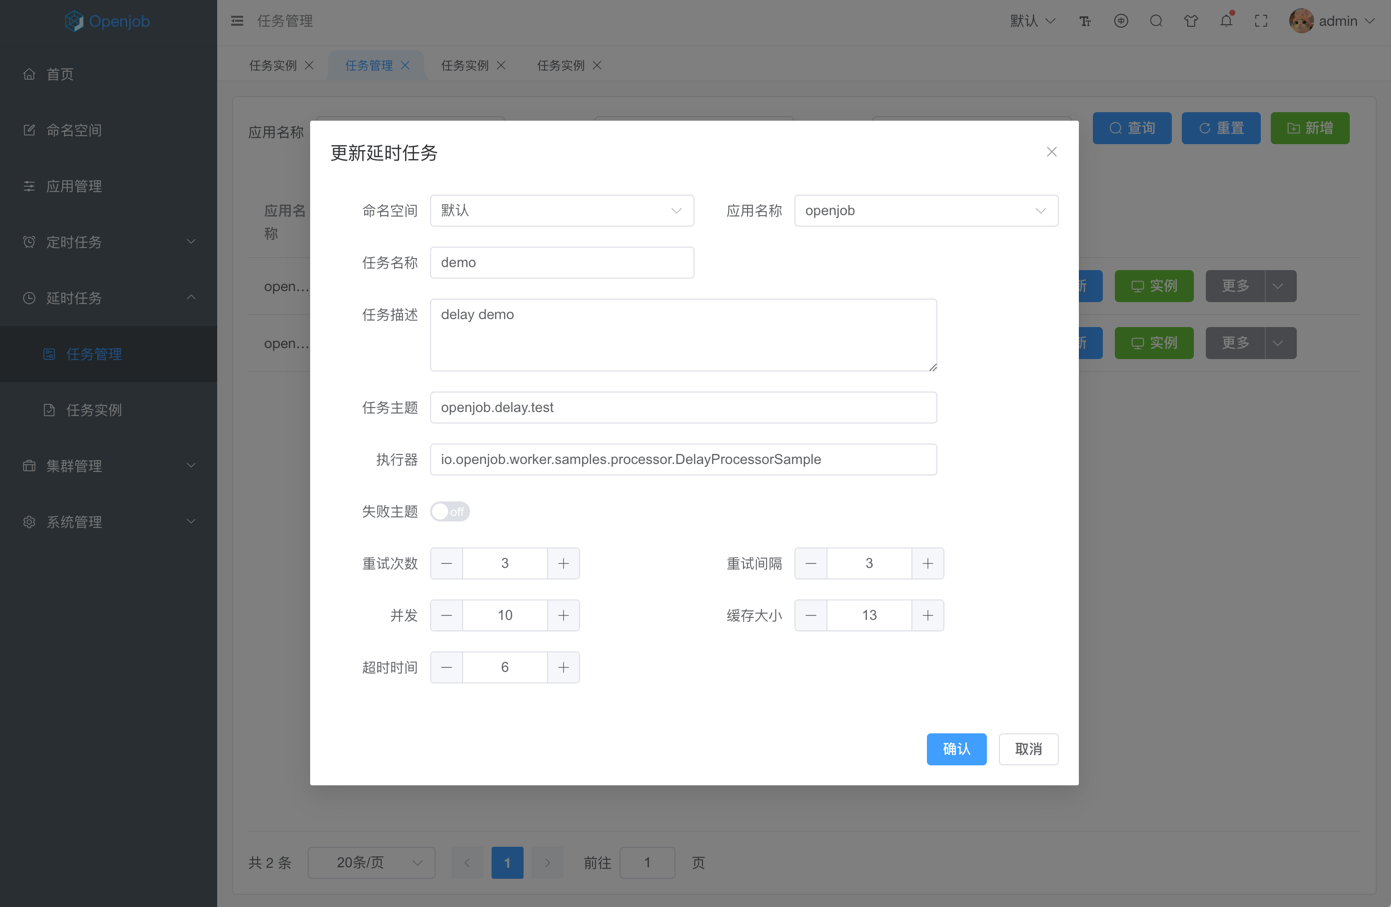 Openjob
任务管理
默认
admin
首页
命名空间
应用管理
定时任务
延时任务
任务管理
任务实例
集群管理
系统管理
任务实例
任务管理
任务实例
任务实例
应用名称
查询
重置
新增
应用名
称
open...
新
实例
更多
open...
新
实例
更多
更新延时任务
命名空间
默认
应用名称
openjob
任务名称
demo
任务描述
delay demo
任务主题
openjob.delay.test
执行器
io.openjob.worker.samples.processor.DelayProcessorSample
失败主题
off
重试次数
3
重试间隔
3
并发
10
缓存大小
13
超时时间
6
确认
取消
共 2 条
20条/页
1
前往
1
页